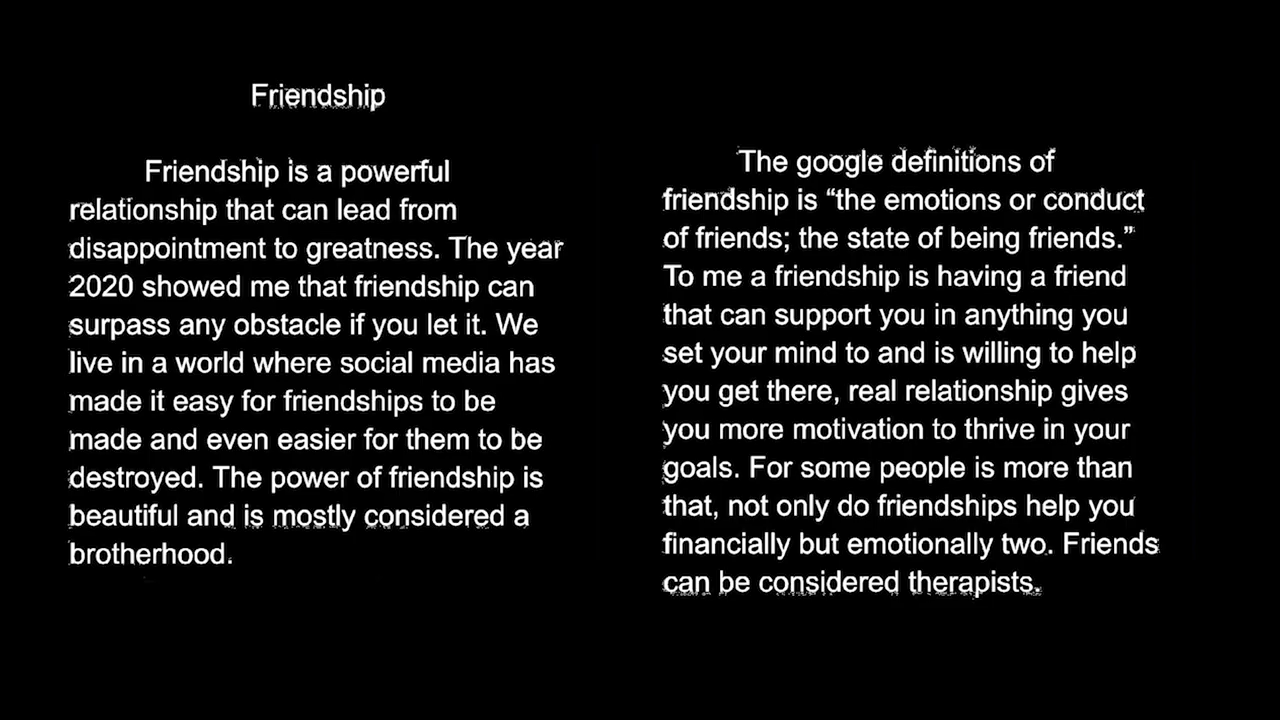 Friendship
Friendship is a powerful
relationship that can lead from
disappointment to greatness. The year
2020 showed me that friendship can
surpass any obstacle if you let it. We
live in a world where social media has
made it easy for friendships to be
made and even easier for them to be
destroyed. The power of friendship is
beautiful and is mostly considered a
brotherhood.
The google definitions of
friendship is “the emotions or conduct
of friends; the state of being friends.”
To me a friendship is having a friend
that can support you in anything you
set your mind to and is willing to help
you get there, real relationship gives
you more motivation to thrive in your
goals. For some people is more than
that, not only do friendships help you
financially but emotionally two. Friends
can be considered therapists.